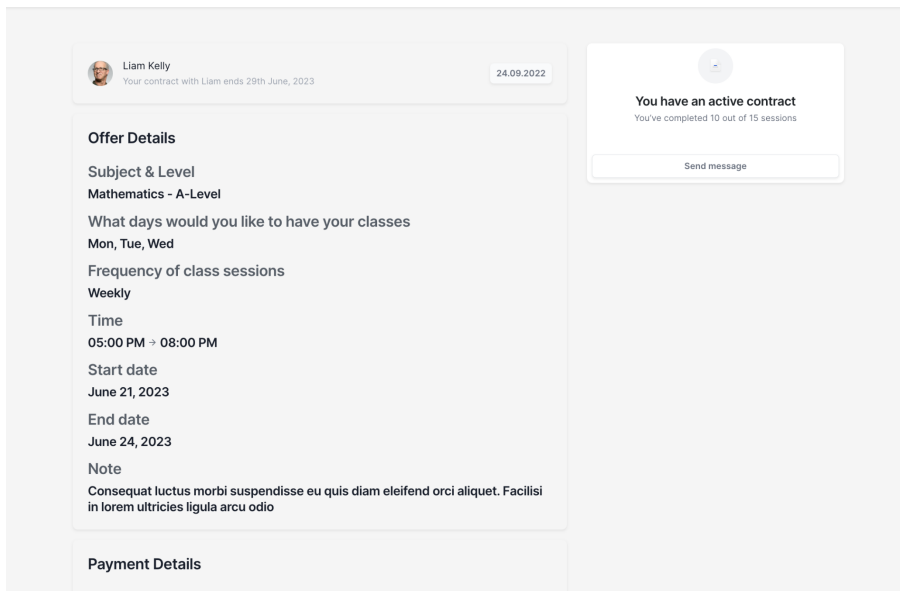 Liam Kelly
Your contract with Liam ends 29th June, 2023
24.09.2022
Offer Details
Subject & Level
Mathematics - A-Level
What days would you like to have your classes
Mon, Tue, Wed
Frequency of class sessions
Weekly
Time
05:00 PM → 08:00 PM
Start date
June 21, 2023
End date
June 24, 2023
Note
Consequat luctus morbi suspendisse eu quis diam eleifend orci aliquet. Facilisi
in lorem ultricies ligula arcu odio
Payment Details
You have an active contract
You've completed 10 out of 15 sessions
Send message